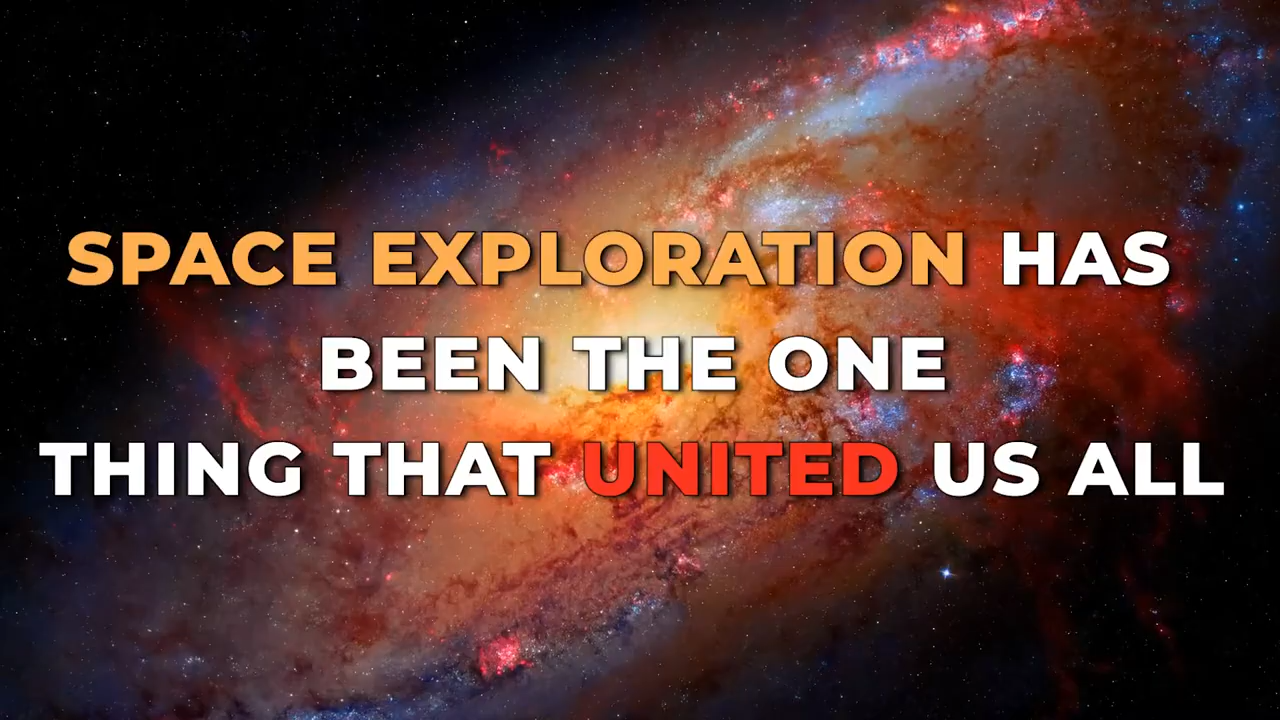 SPACE EXPLORATION HAS
BEEN THE ONE
THING THAT UNITED US ALL